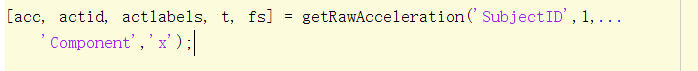 [acc, actid, actlabels, t, fs] = getRawAcceleration('SubjectID',1,...
'Component','x');